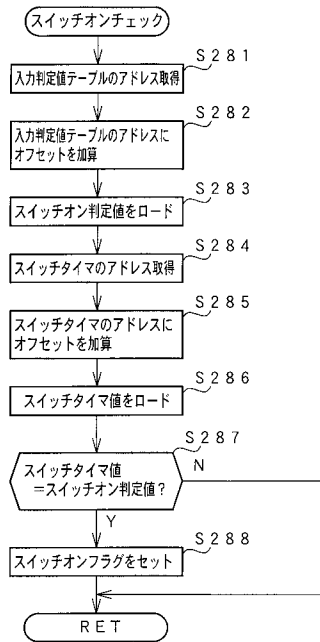 スイッチオンチェック
S281
入力判定値テーブルのアドレス取得
S282
入力判定値テーブルのアドレスに
オフセットを加算
S283
スイッチオン判定値をロード
S284
スイッチタイマのアドレス取得
S285
スイッチタイマのアドレスに
オフセットを加算
S286
スイッチタイマ値をロード
S287
スイッチタイマ値
=スイッチオン判定値?
N
Y
S288
スイッチオンフラグをセット
RET